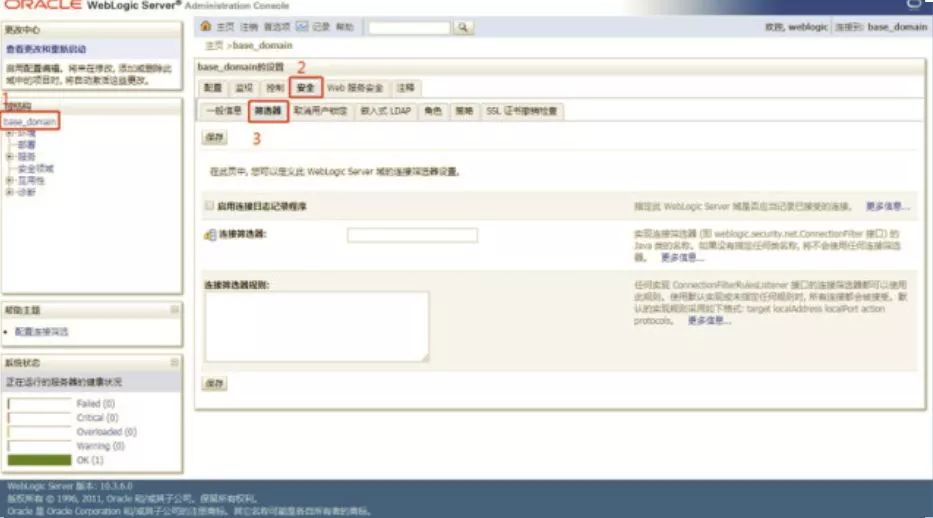 ORACLE WebLogic Server® Administration Console
更改中心
查看更改和重新启动
启用配置编辑。将来在修改, 添加或删除此域中的项目时, 将自动激活这些更改。
1
域结构
base_domain
环境
部署
服务
安全领域
互用性
诊断
帮助主题
配置连接筛选
系统状态
正在运行的服务器的健康状况
Failed (0)
Critical (0)
Overloaded (0)
Warning (0)
OK (1)
主页 注销 首选项 记录 帮助
欢迎, weblogic 连接到: base_domain
主页 >base_domain
base_domain的设置
2
配置 监视 控制 安全 Web 服务安全 注释
一般信息 筛选器 取消用户锁定 嵌入式 LDAP 角色 策略 SSL 证书撤销检查
保存
3
在此页中, 您可以定义此 WebLogic Server 域的连接筛选器设置。
启用连接日志记录程序
指定此 WebLogic Server 域是否应当记录已接受的连接。 更多信息...
连接筛选器:
实现连接筛选器 (即 weblogic.security.net.ConnectionFilter 接口) 的
Java 类的名称。如果没有指定任何类名称, 将不会使用任何连接筛选
器。 更多信息...
连接筛选器规则:
任何实现 ConnectionFilterRulesListener 接口的连接筛选器都可以使用
此规则。使用默认实现或未指定任何规则时, 所有连接都会被接受。默
认的实现规则采用如下格式: target localAddress localPort action
protocols。 更多信息...
保存
WebLogic Server 版本: 10.3.6.0
版权所有 © 1996, 2011, Oracle 和/或其子公司。保留所有权利。
Oracle 是 Oracle Corporation 和/或其子公司的注册商标。其它名称可能是各自所有者的商标。